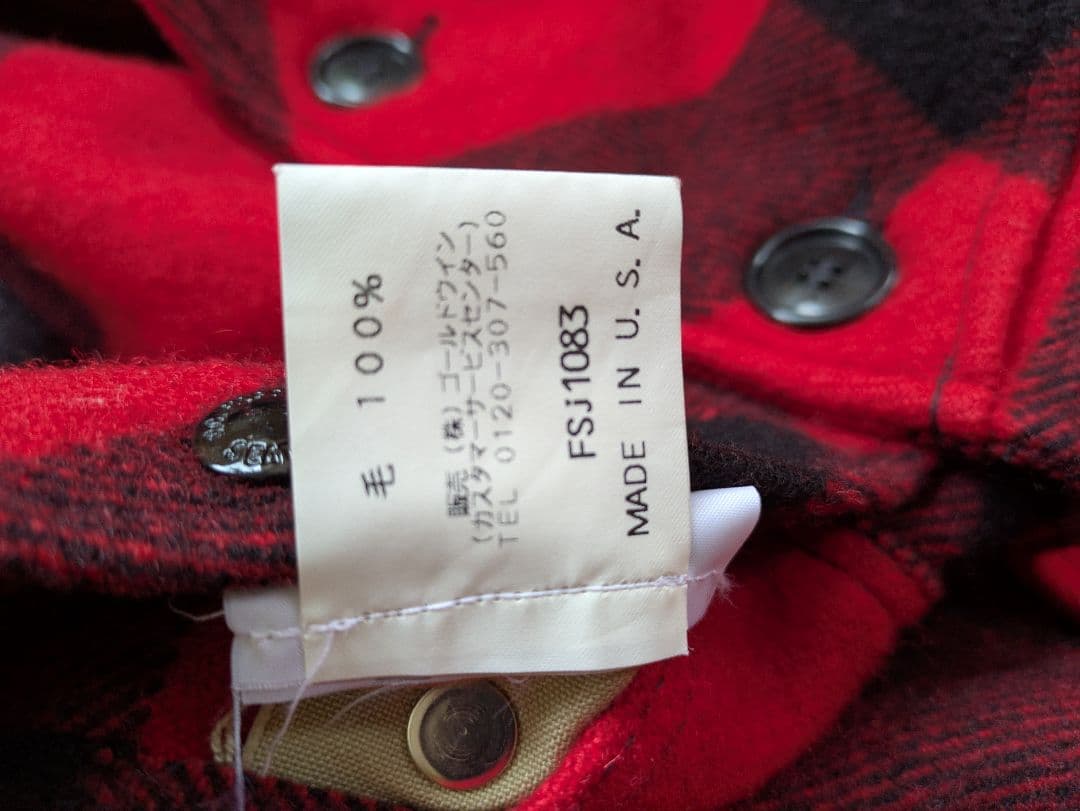 毛 100%
販売 (株)ゴールドウイン
(カスタマーサービスセンター)
TEL 0120-307-560
FSJ1083
MADE IN U. S. A.